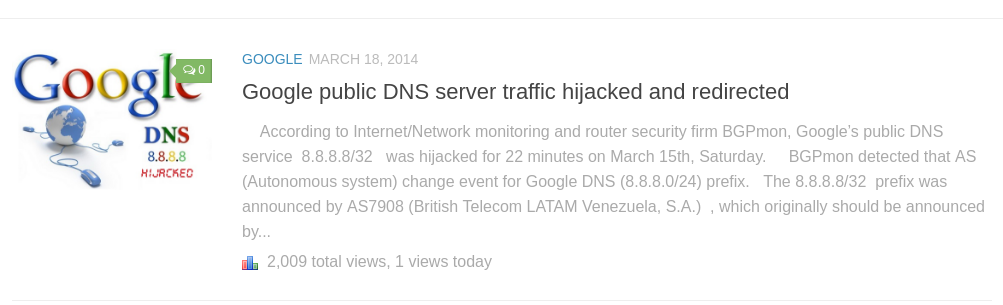 GOOGLE MARCH 18, 2014
Google
0
DNS
8.8.8.8
HIJACKED
Google public DNS server traffic hijacked and redirected
According to Internet/Network monitoring and router security firm BGPmon, Google's public DNS
service 8.8.8.8/32 was hijacked for 22 minutes on March 15th, Saturday. BGPmon detected that AS
(Autonomous system) change event for Google DNS (8.8.8.0/24) prefix. The 8.8.8.8/32 prefix was
announced by AS7908 (British Telecom LATAM Venezuela, S.A.) , which originally should be announced
by...
2,009 total views, 1 views today